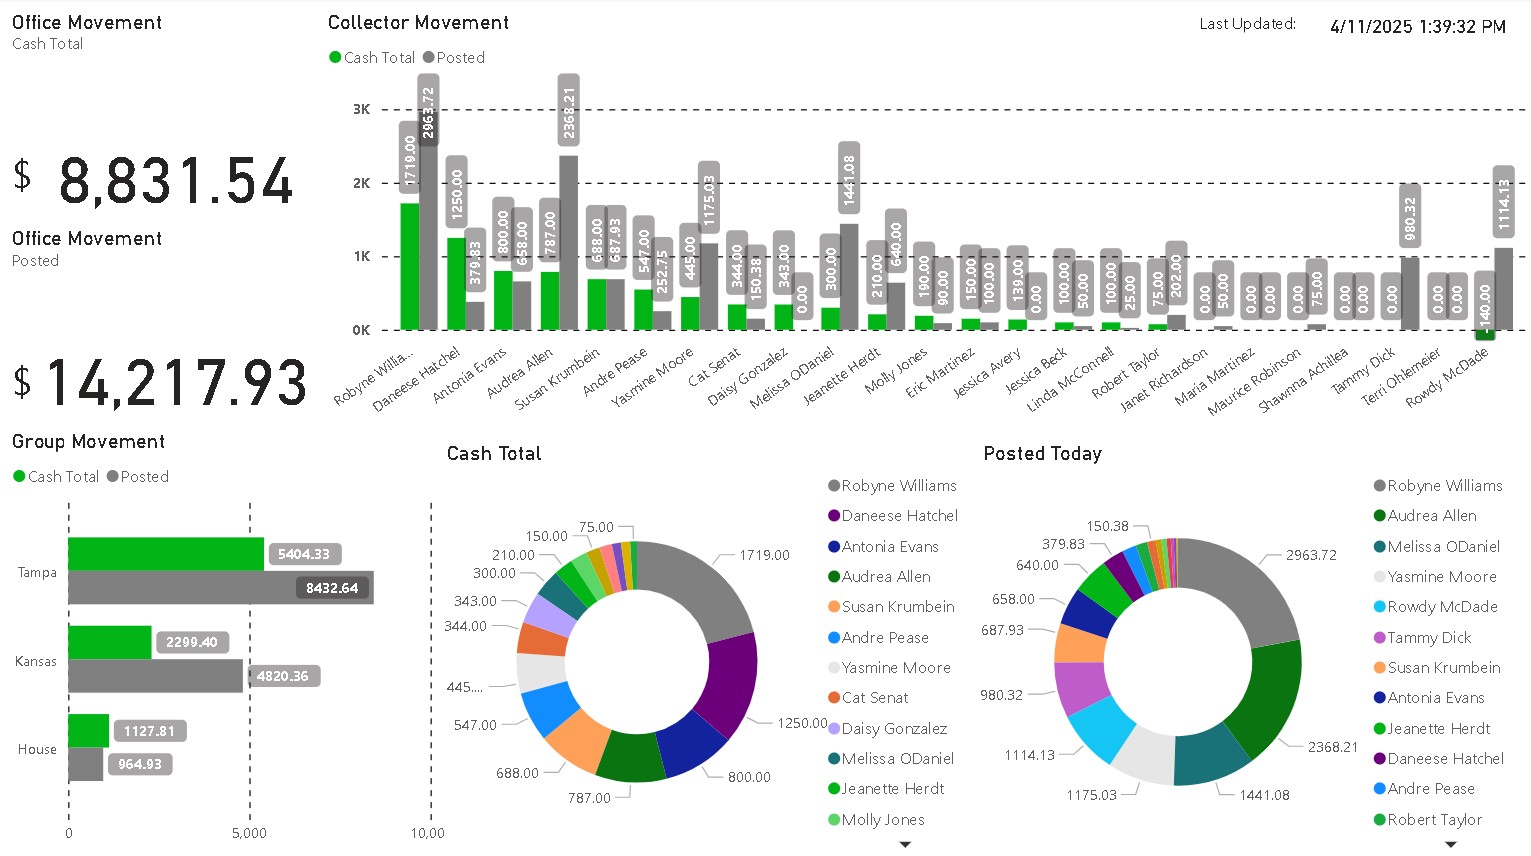 Office Movement
Cash Total
$ 8,831.54
Office Movement
Posted
$ 14,217.93
Collector Movement
Cash Total Posted
Last Updated: 4/11/2025 1:39:32 PM
3K
2K
1K
0K
1719.00
2963.72
1250.00
379.83
800.00
658.00
787.00
2368.21
688.00
687.93
547.00
252.75
445.00
1175.03
344.00
150.38
343.00
0.00
300.00
1441.08
210.00
640.00
190.00
90.00
150.00
100.00
139.00
0.00
100.00
50.00
100.00
25.00
75.00
202.00
0.00
50.00
0.00
0.00
0.00
75.00
0.00
0.00
0.00
980.32
0.00
0.00
-140.00
1114.13
Robyne Willia...
Daneese Hatchel
Antonia Evans
Audrea Allen
Susan Krumbein
Andre Pease
Yasmine Moore
Cat Senat
Daisy Gonzalez
Melissa ODaniel
Jeanette Herdt
Molly Jones
Eric Martinez
Jessica Avery
Jessica Beck
Linda McConnell
Robert Taylor
Janet Richardson
Maria Martinez
Maurice Robinson
Shawnna Achillea
Tammy Dick
Terri Ohlemeier
Rowdy McDade
Group Movement
Cash Total Posted
Tampa
5404.33
8432.64
Kansas
2299.40
4820.36
House
1127.81
964.93
0
5,000
10,00
Cash Total
1719.00
1250.00
800.00
787.00
688.00
547.00
445....
344.00
343.00
300.00
210.00
150.00
75.00
Robyne Williams
Daneese Hatchel
Antonia Evans
Audrea Allen
Susan Krumbein
Andre Pease
Yasmine Moore
Cat Senat
Daisy Gonzalez
Melissa ODaniel
Jeanette Herdt
Molly Jones
Posted Today
2963.72
2368.21
1441.08
1175.03
1114.13
980.32
687.93
658.00
640.00
379.83
150.38
Robyne Williams
Audrea Allen
Melissa ODaniel
Yasmine Moore
Rowdy McDade
Tammy Dick
Susan Krumbein
Antonia Evans
Jeanette Herdt
Daneese Hatchel
Andre Pease
Robert Taylor